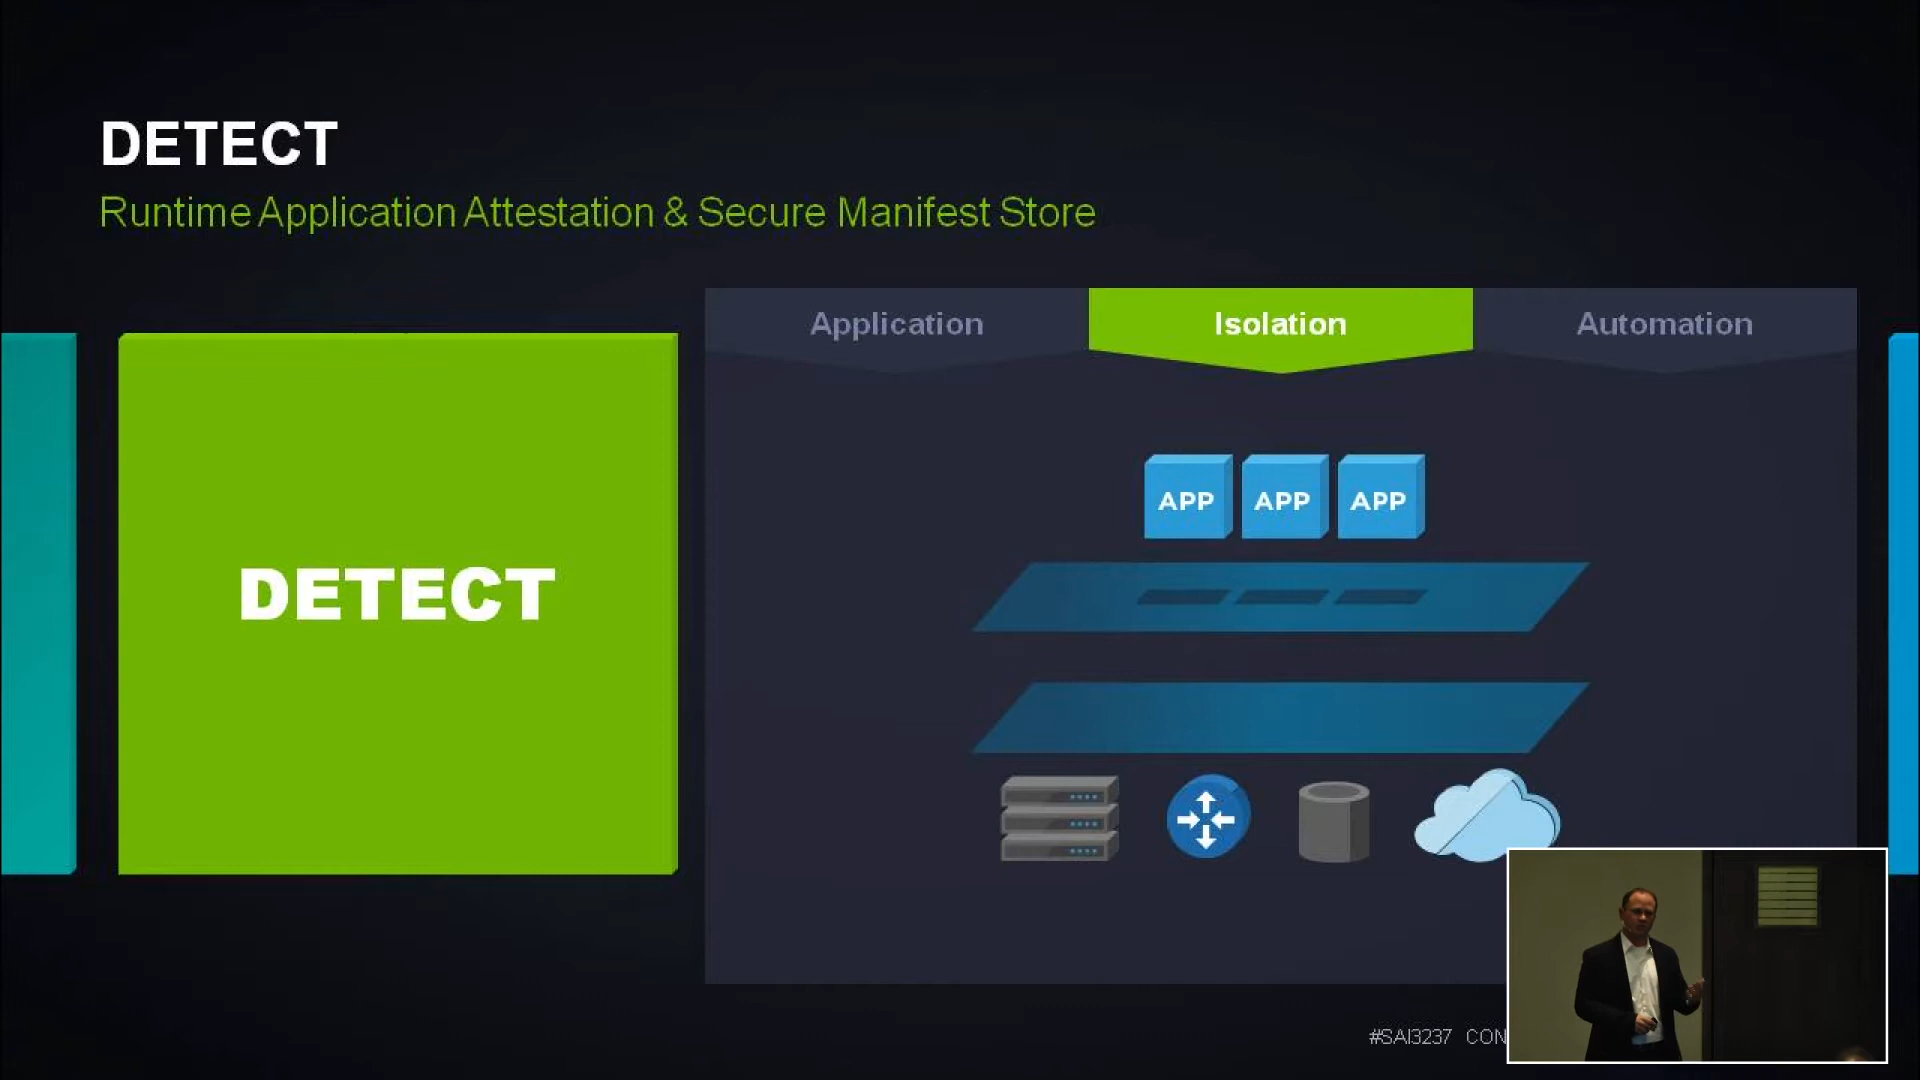 DETECT
Runtime Application Attestation & Secure Manifest Store
Application
Isolation
Automation
DETECT
APP APP APP
#SAI3237 CON